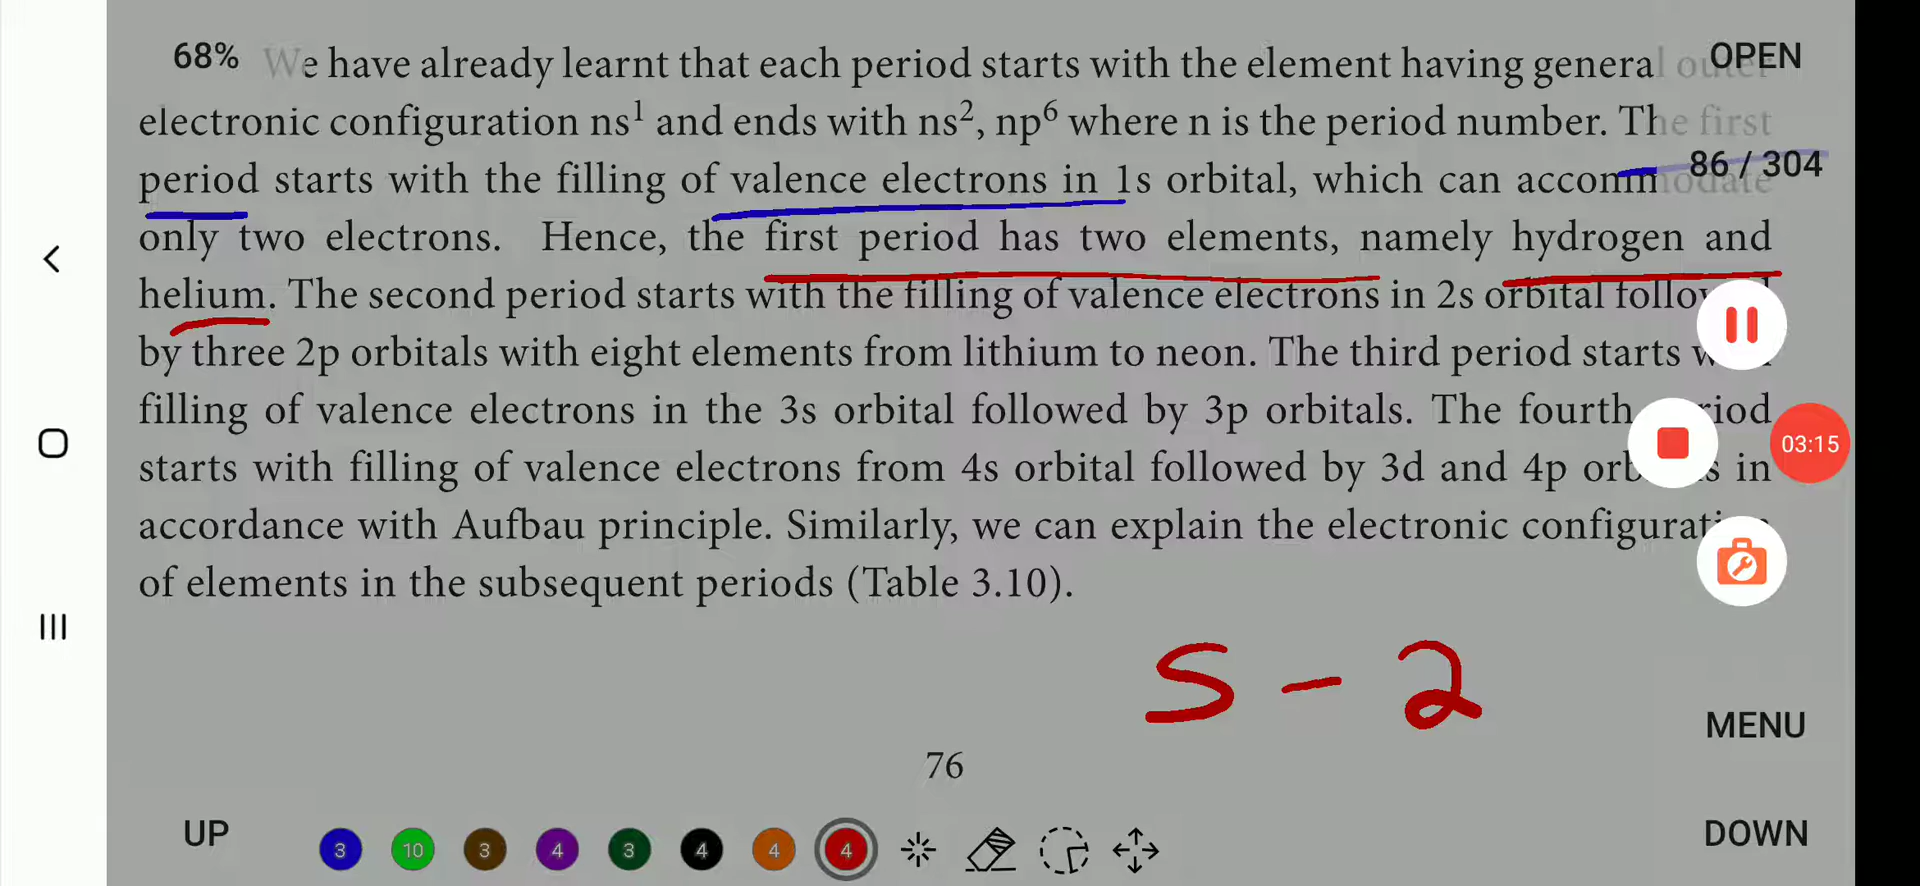 68% We have already learnt that each period starts with the element having general outer OPEN
electronic configuration ns¹ and ends with ns², np⁶ where n is the period number. The first
86 / 304
period starts with the filling of valence electrons in 1s orbital, which can accommodate
only two electrons. Hence, the first period has two elements, namely hydrogen and
helium. The second period starts with the filling of valence electrons in 2s orbital
by three 2p orbitals with eight elements from lithium to neon. The third period starts
filling of valence electrons in the 3s orbital followed by 3p orbitals. The fourth period
03:15
starts with filling of valence electrons from 4s orbital followed by 3d and 4p orbitals in
accordance with Aufbau principle. Similarly, we can explain the electronic
of elements in the subsequent periods (Table 3.10).
S - 2
MENU
76
UP 3 10 3 4 3 4 4 4 DOWN